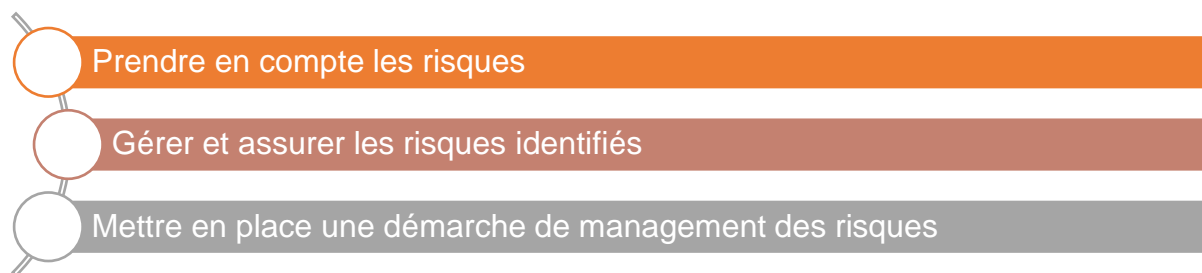 Prendre en compte les risques
Gérer et assurer les risques identifiés
Mettre en place une démarche de management des risques